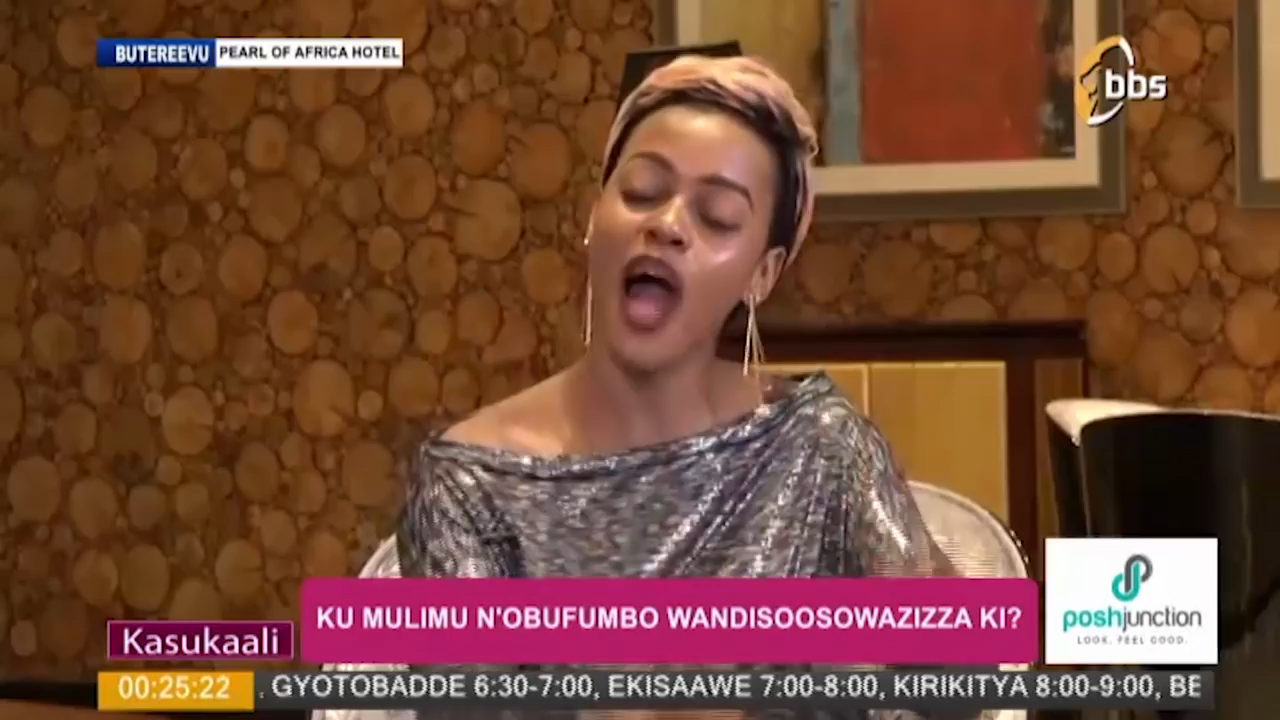 BUTEREEVU PEARL OF AFRICA HOTEL
bbs
KU MULIMU N'OBUFUMBO WANDISOOSOWAZIZZA KI?
Kasukaali
poshjunction
LOOK. FEEL GOOD.
00:25:22 . GYOTOBADDE 6:30-7:00, EKISAAWE 7:00-8:00, KIRIKITYA 8:00-9:00, BE